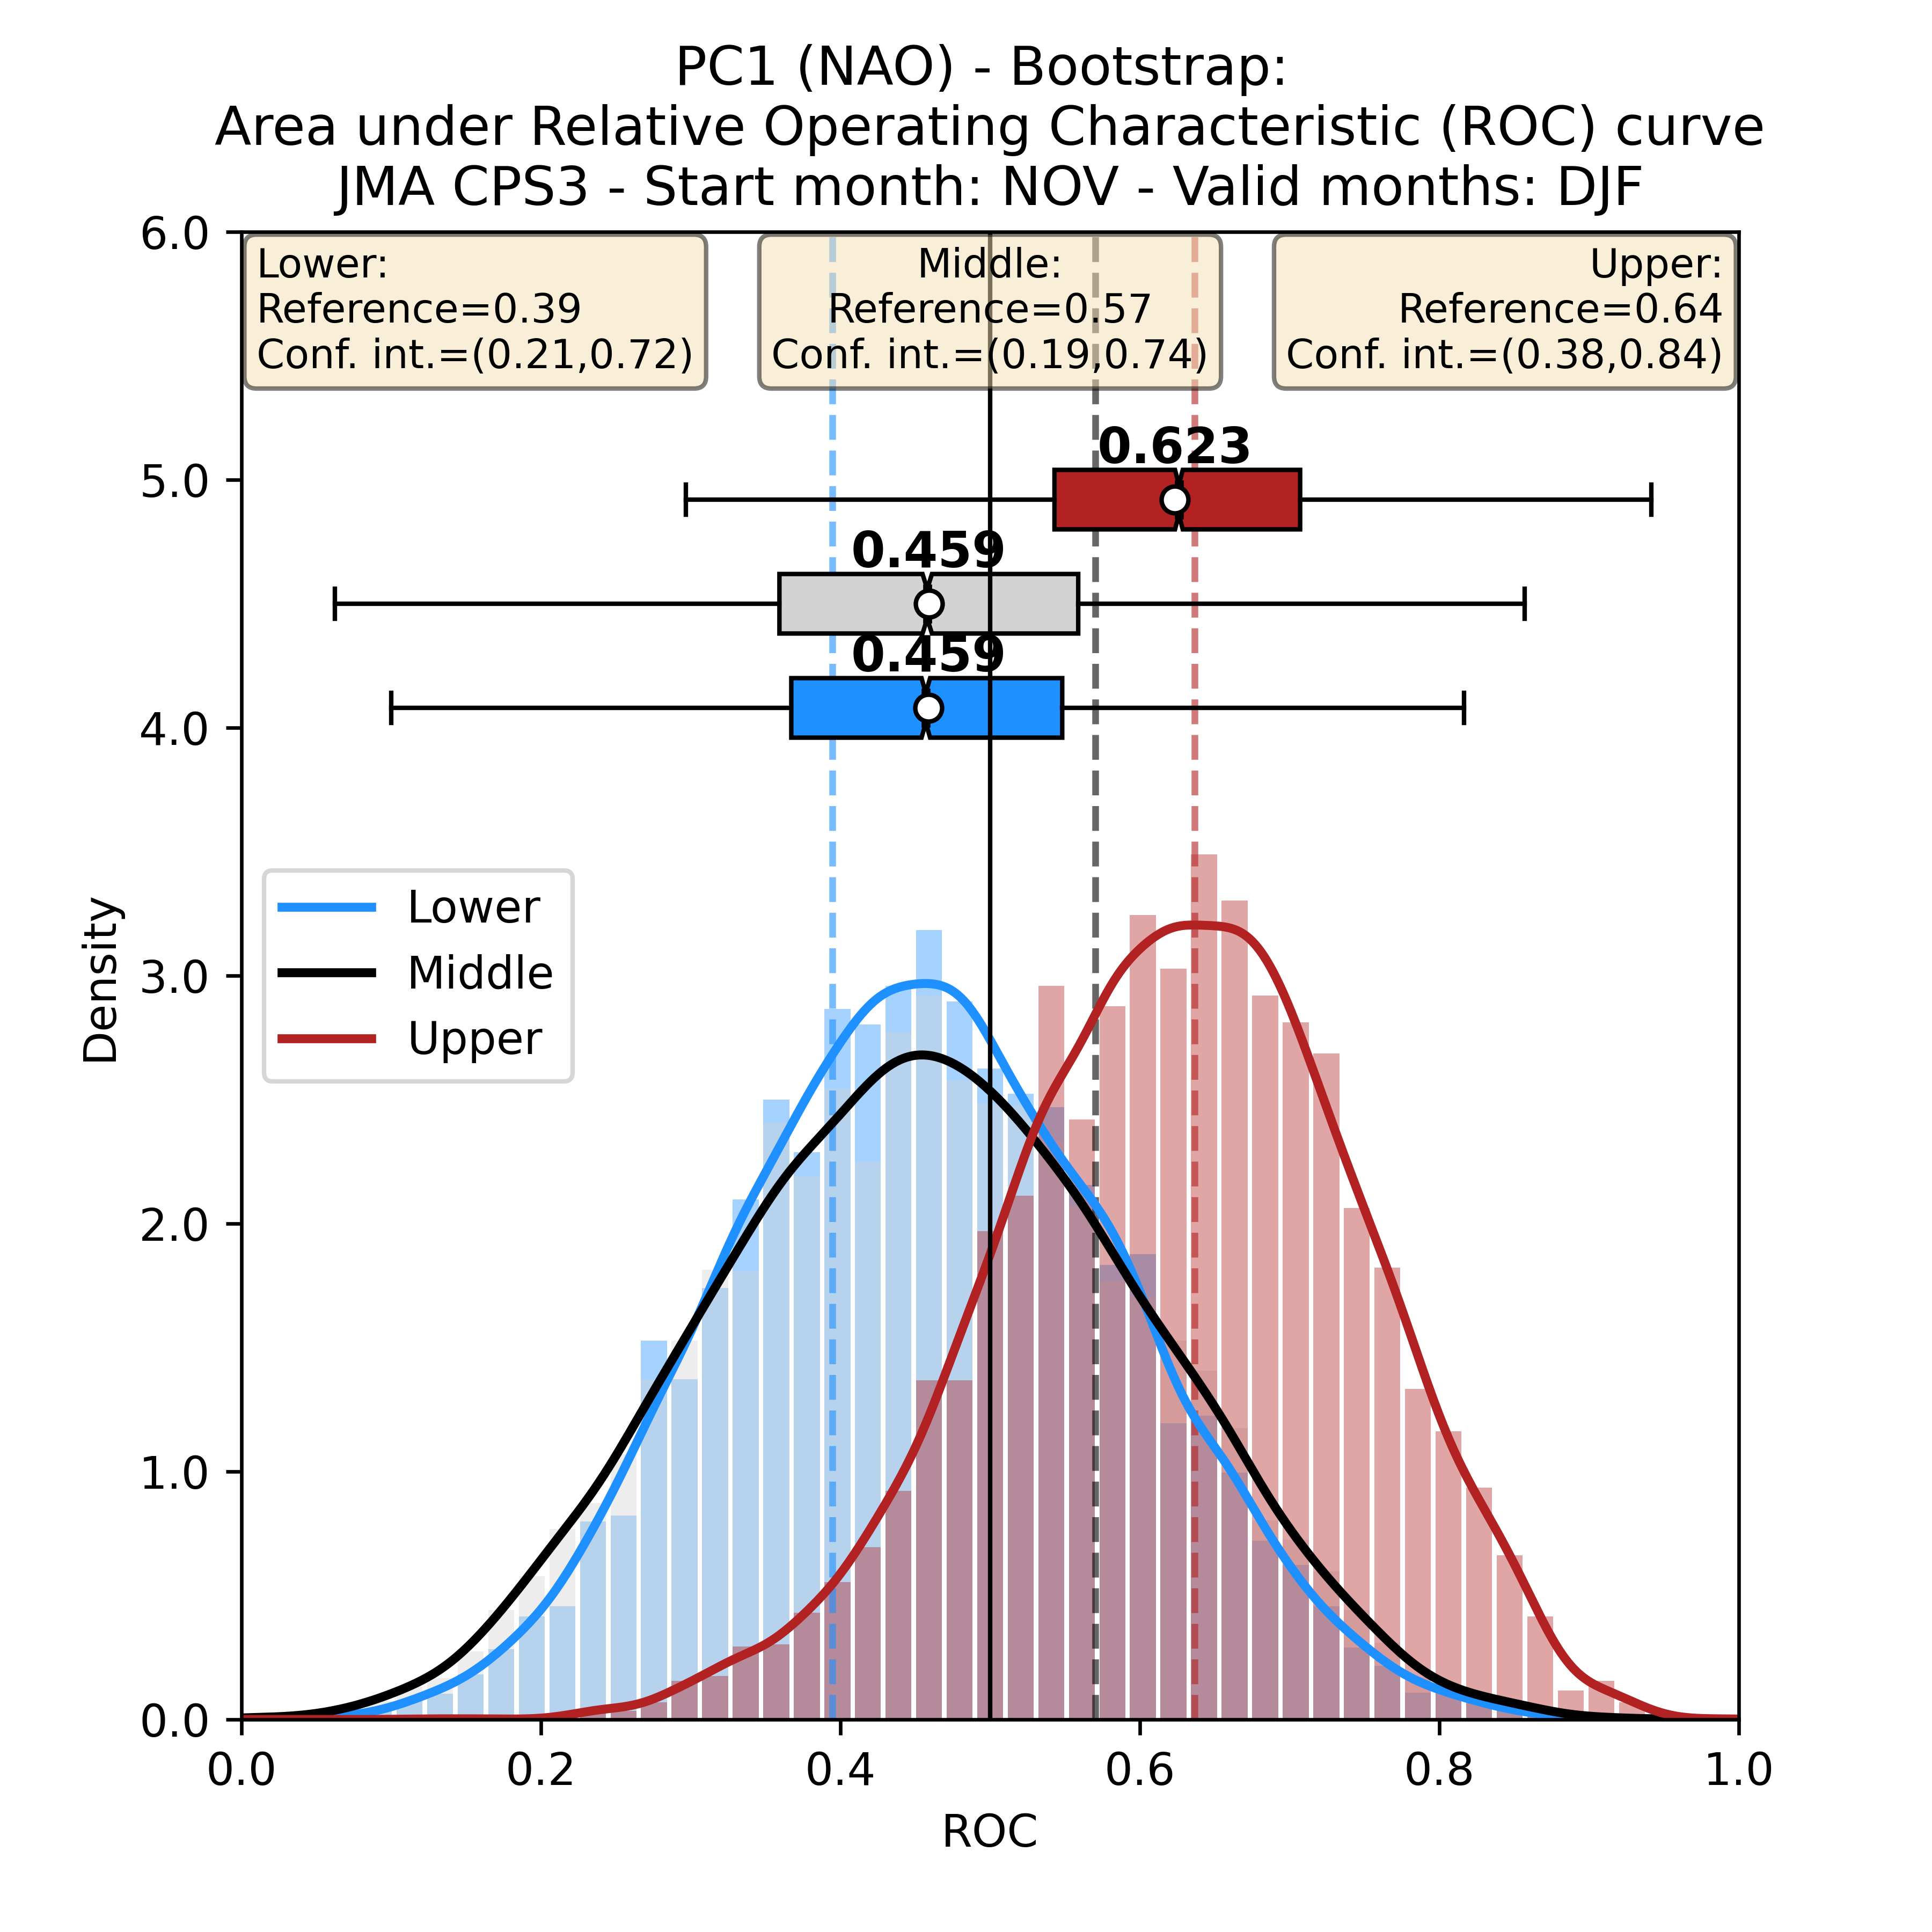 PC1 (NAO) - Bootstrap:
Area under Relative Operating Characteristic (ROC) curve
JMA CPS3 - Start month: NOV - Valid months: DJF
Lower:
Reference=0.39
Conf. int.=(0.21,0.72)
Middle:
Reference=0.57
Conf. int.=(0.19,0.74)
Upper:
Reference=0.64
Conf. int.=(0.38,0.84)
0.623
0.459
0.459
Lower
Middle
Upper
Density
6.0
5.0
4.0
3.0
2.0
1.0
0.0
0.0 0.2 0.4 0.6 0.8 1.0
ROC